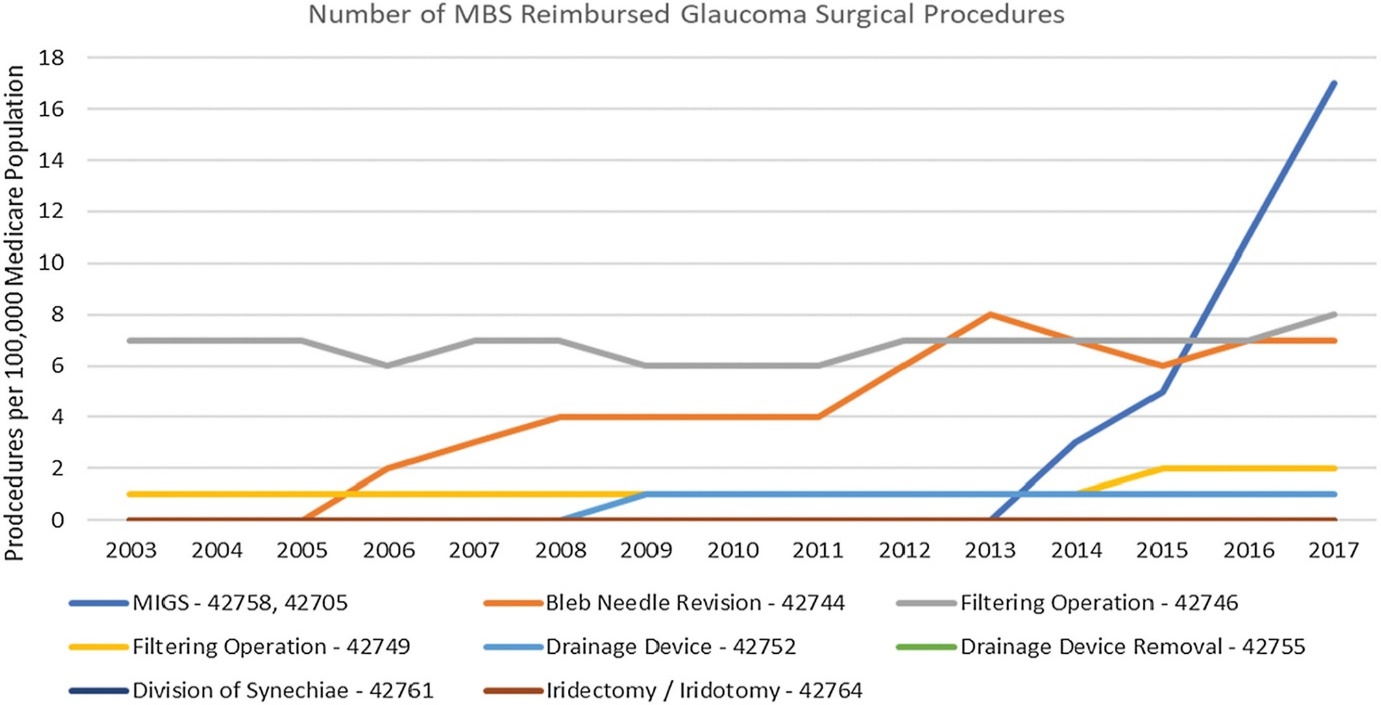 Number of MBS Reimbursed Glaucoma Surgical Procedures
Prodcedures per 100,000 Medicare Population
18
16
14
12
10
8
6
4
2
0
2003 2004 2005 2006 2007 2008 2009 2010 2011 2012 2013 2014 2015 2016 2017
MIGS - 42758, 42705 Bleb Needle Revision - 42744 Filtering Operation - 42746
Filtering Operation - 42749 Drainage Device - 42752 Drainage Device Removal - 42755
Division of Synechiae - 42761 Iridectomy / Iridotomy - 42764